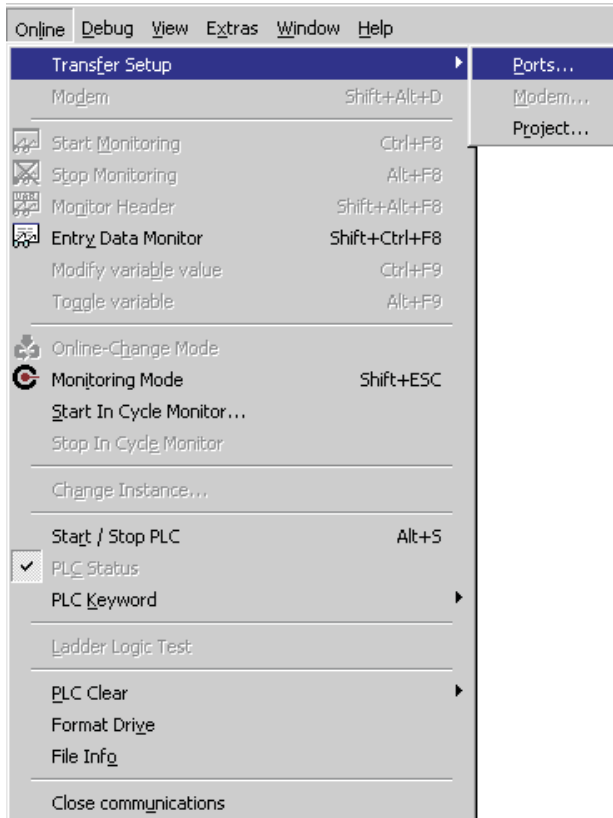 Online Debug View Extras Window Help
Transfer Setup
Ports...
Modem Shift+Alt+D
Modem...
Project...
Start Monitoring Ctrl+F8
Stop Monitoring Alt+F8
Monitor Header Shift+Alt+F8
Entry Data Monitor Shift+Ctrl+F8
Modify variable value Ctrl+F9
Toggle variable Alt+F9
Online-Change Mode
Monitoring Mode Shift+ESC
Start In Cycle Monitor...
Stop In Cycle Monitor
Change Instance...
Start / Stop PLC Alt+S
PLC Status
PLC Keyword
Ladder Logic Test
PLC Clear
Format Drive
File Info
Close communications